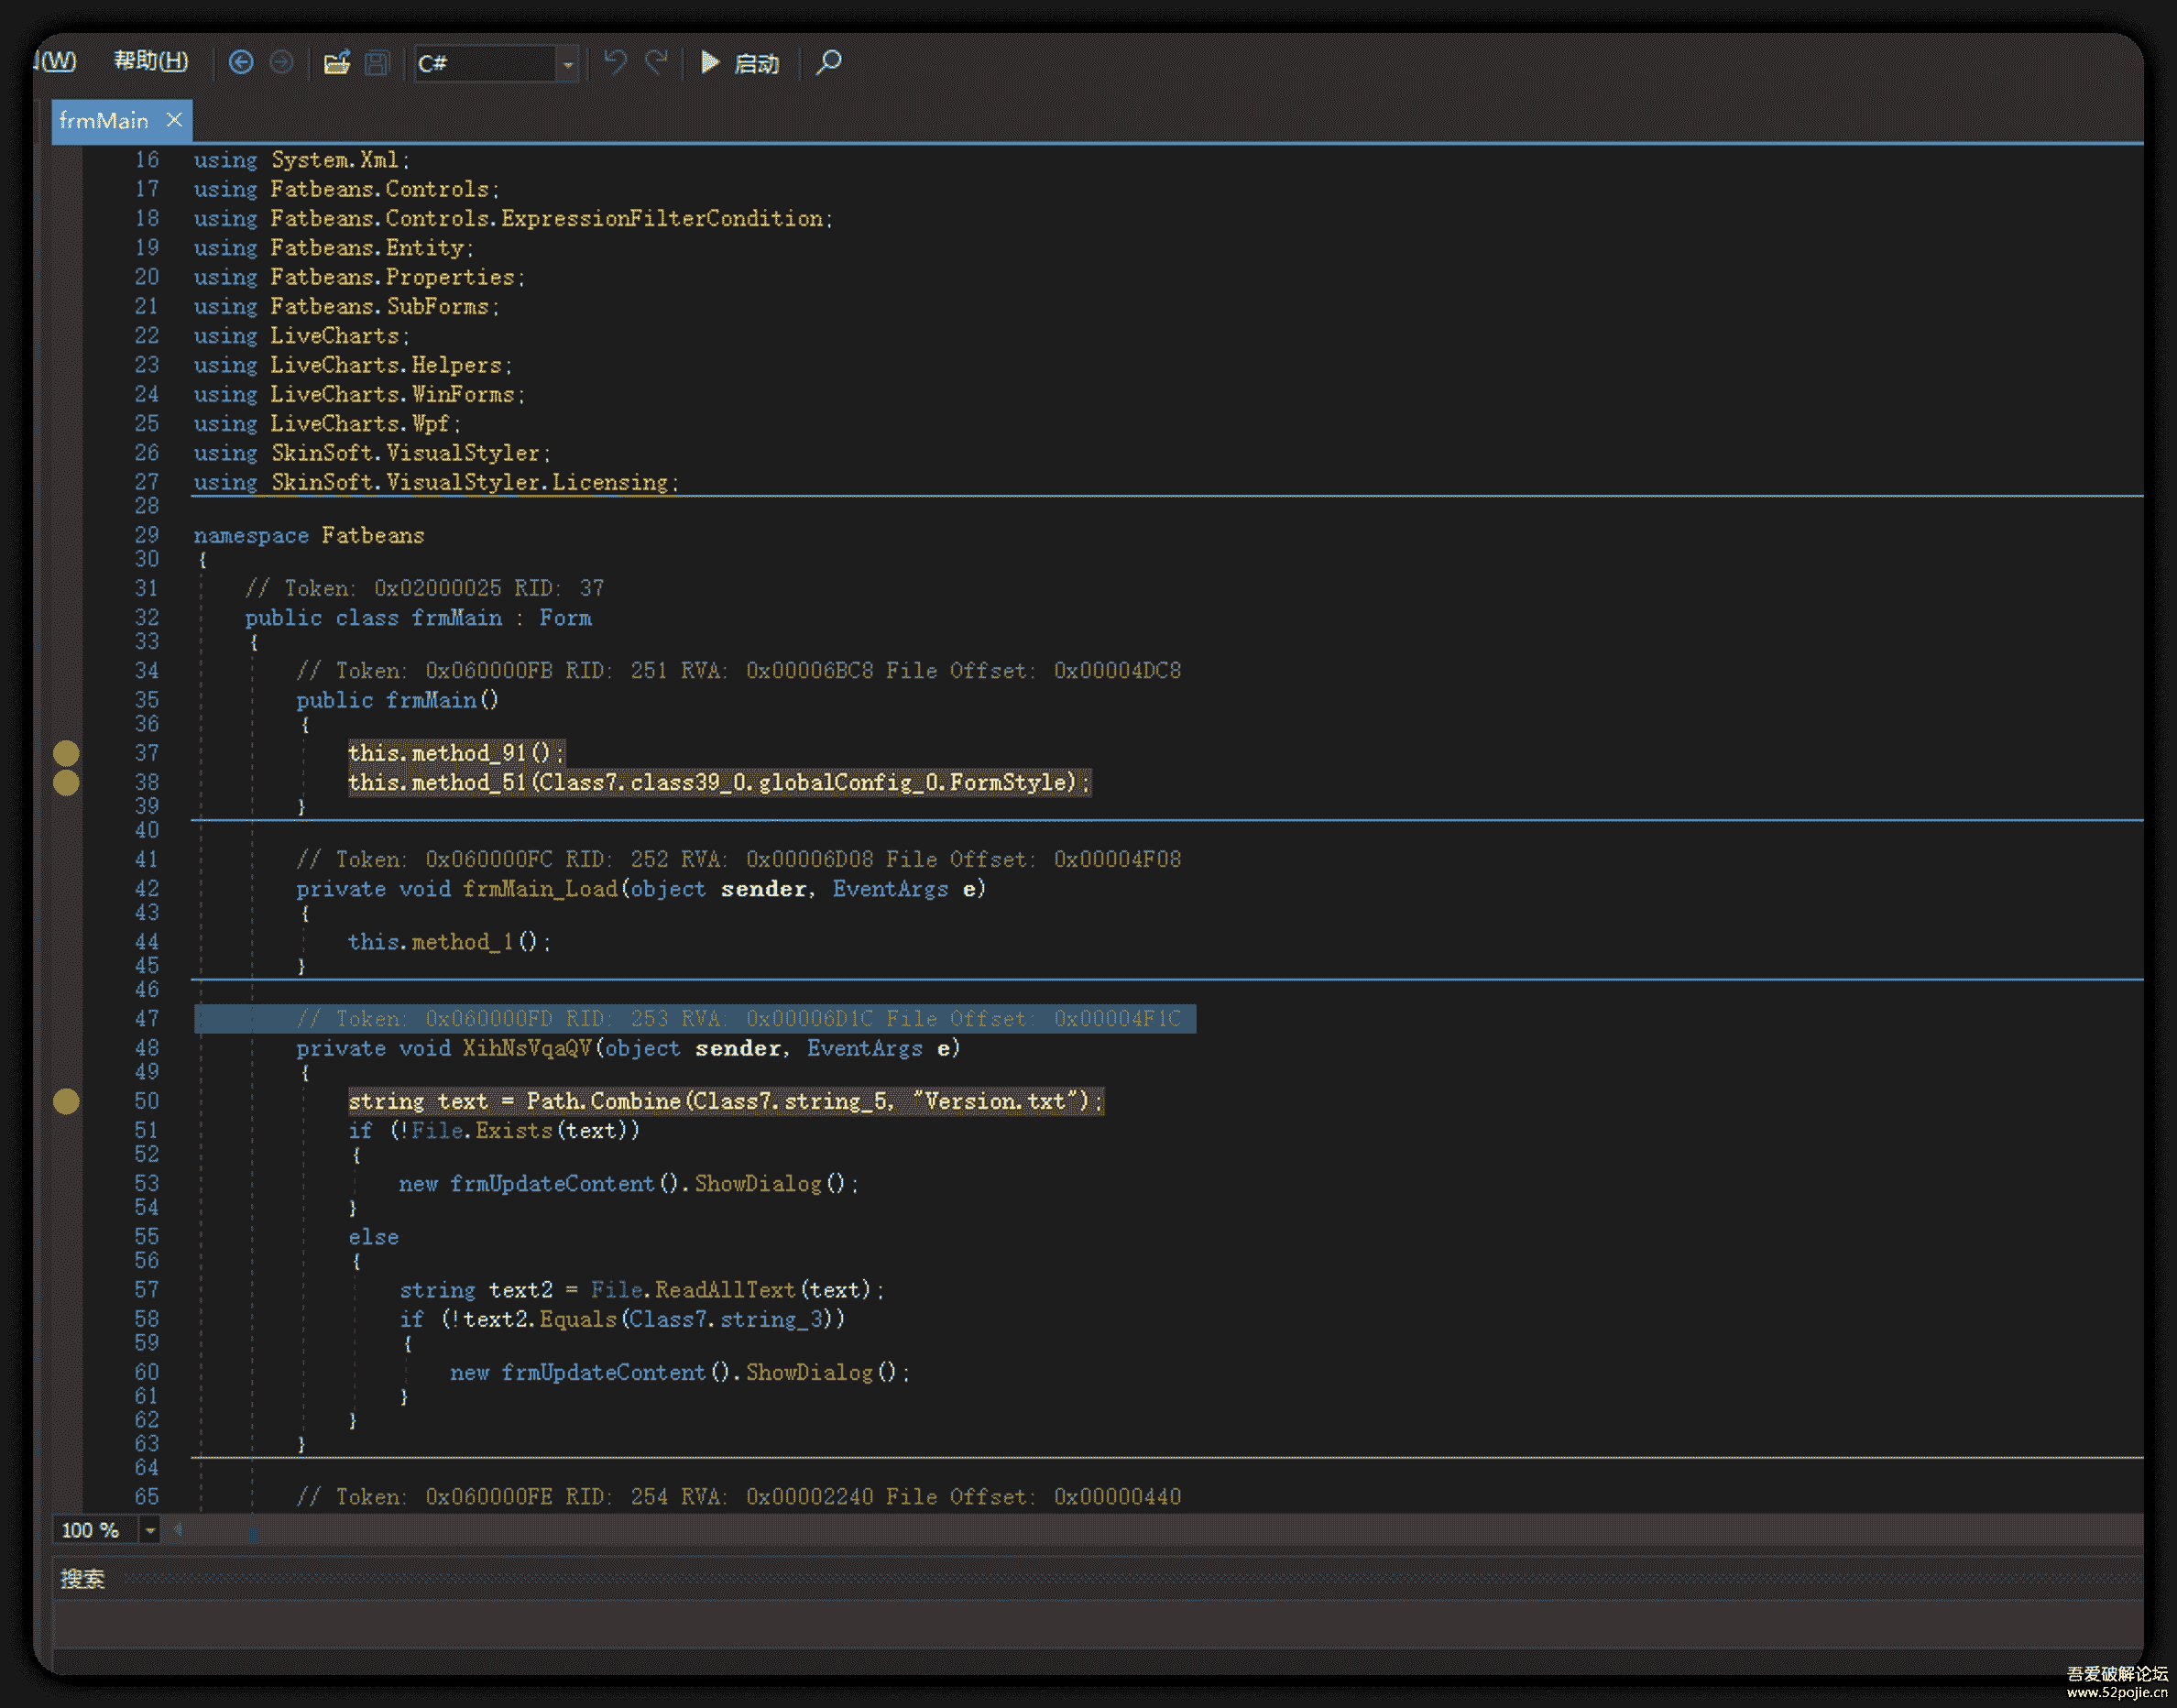 (W) 帮助(H) C# 启动
frmMain
16 using System.Xml;
17 using Fatbeans.Controls;
18 using Fatbeans.Controls.ExpressionFilterCondition;
19 using Fatbeans.Entity;
20 using Fatbeans.Properties;
21 using Fatbeans.SubForms;
22 using LiveCharts;
23 using LiveCharts.Helpers;
24 using LiveCharts.WinForms;
25 using LiveCharts.Wpf;
26 using SkinSoft.VisualStyler;
27 using SkinSoft.VisualStyler.Licensing;
28
29 namespace Fatbeans
30 {
31 // Token: 0x02000025 RID: 37
32 public class frmMain : Form
33 {
34 // Token: 0x060000FB RID: 251 RVA: 0x00006BC8 File Offset: 0x00004DC8
35 public frmMain()
36 {
37 this.method_91();
38 this.method_51(Class7.class39_0.globalConfig_0.FormStyle);
39 }
40
41 // Token: 0x060000FC RID: 252 RVA: 0x00006D08 File Offset: 0x00004F08
42 private void frmMain_Load(object sender, EventArgs e)
43 {
44 this.method_1();
45 }
46
47 // Token: 0x060000FD RID: 253 RVA: 0x00006D1C File Offset: 0x00004F1C
48 private void XihNsVqaQV(object sender, EventArgs e)
49 {
50 string text = Path.Combine(Class7.string_5, "Version.txt");
51 if (!File.Exists(text))
52 {
53 new frmUpdateContent().ShowDialog();
54 }
55 else
56 {
57 string text2 = File.ReadAllText(text);
58 if (!text2.Equals(Class7.string_3))
59 {
60 new frmUpdateContent().ShowDialog();
61 }
62 }
63 }
64
65 // Token: 0x060000FE RID: 254 RVA: 0x00002240 File Offset: 0x00000440
100 %
搜索
吾爱破解论坛
www.52pojie.cn